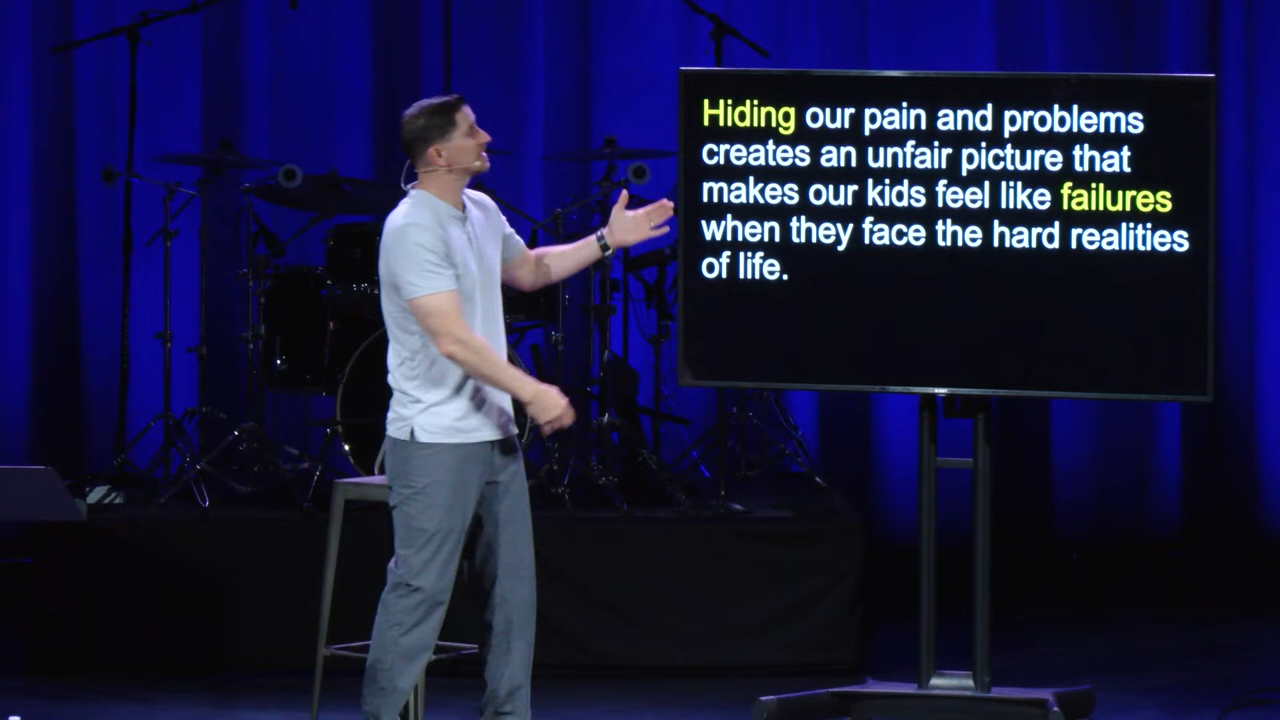 Hiding our pain and problems
creates an unfair picture that
makes our kids feel like failures
when they face the hard realities
of life.